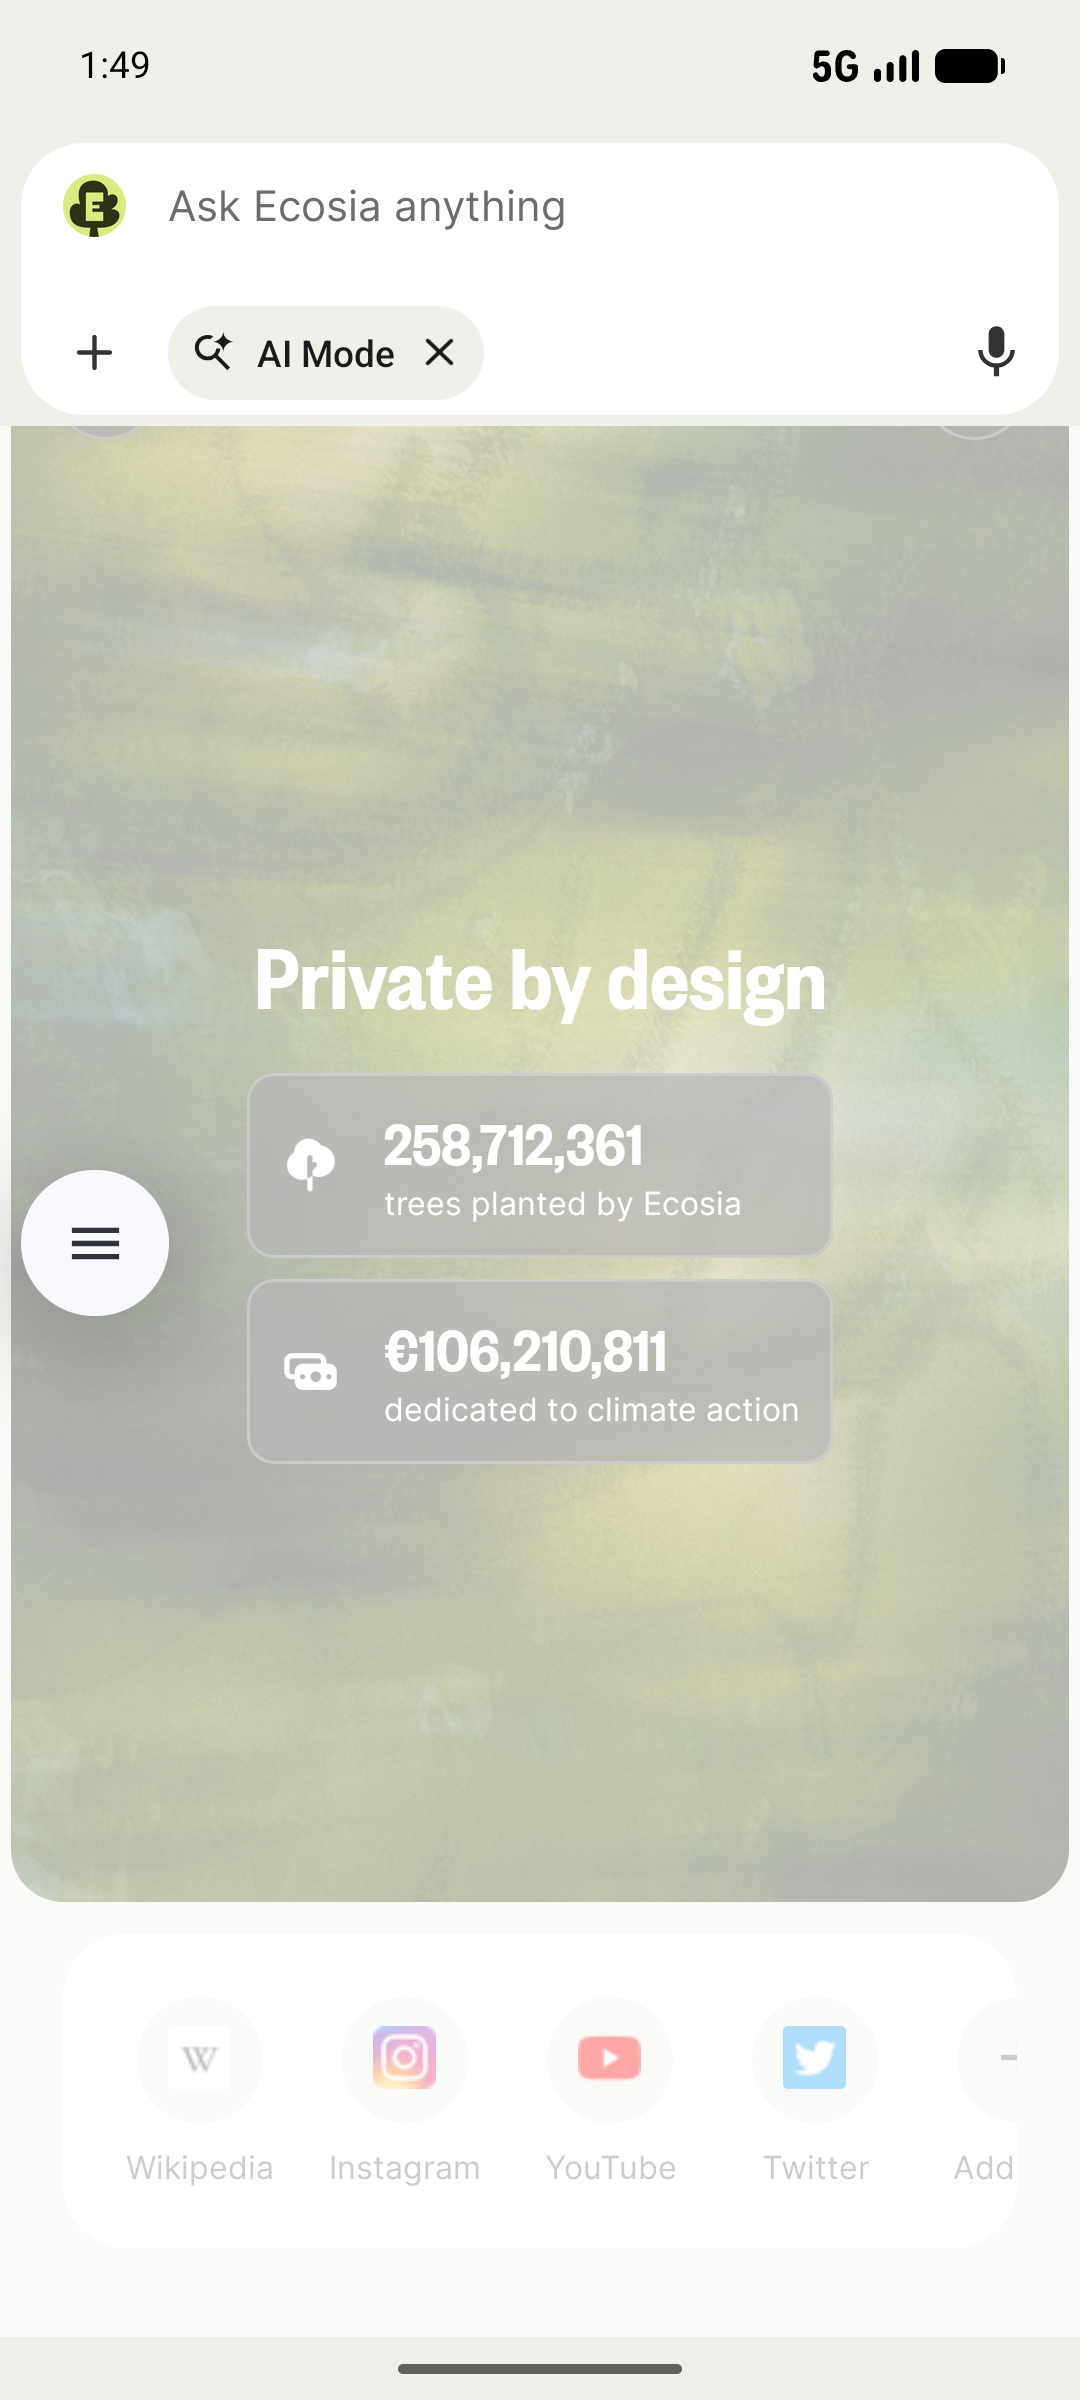 1:49
5G
Ask Ecosia anything
AI Mode
Private by design
258,712,361
trees planted by Ecosia
€106,210,811
dedicated to climate action
W
Wikipedia
Instagram
YouTube
Twitter
Add